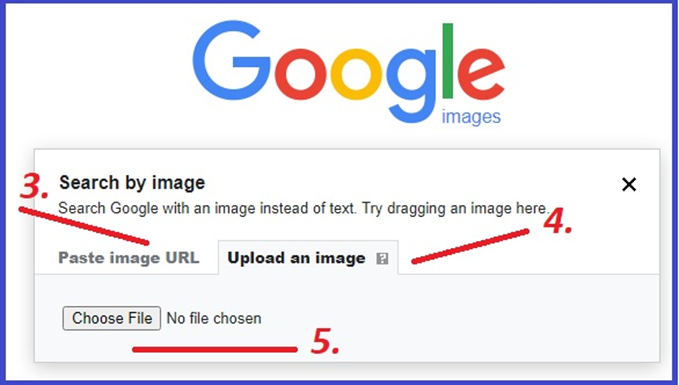 Google
images
Search by image
3.
Search Google with an image instead of text. Try dragging an image here.
4.
Paste image URL Upload an image ?
Choose File No file chosen
5.